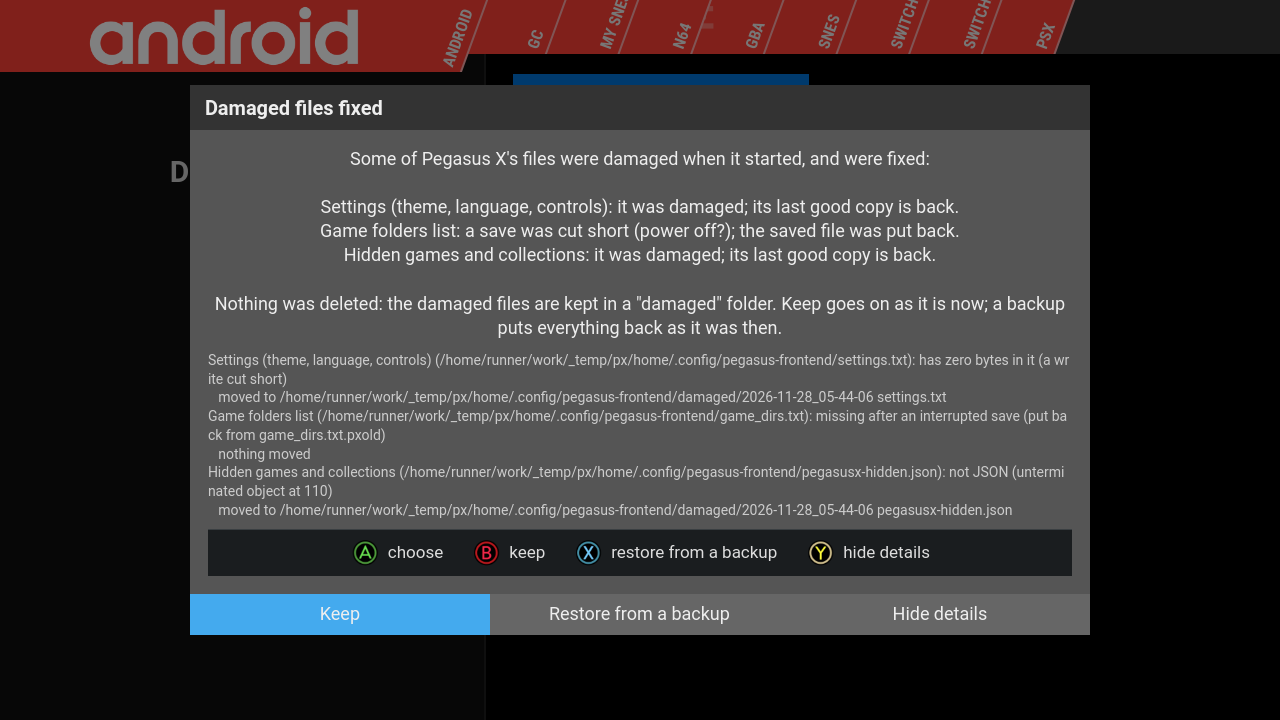 android
ANDROID
GC
MY SNE
N64
GBA
SNES
SWITCH
SWITCH
PSX
D
Damaged files fixed
Some of Pegasus X's files were damaged when it started, and were fixed:
Settings (theme, language, controls): it was damaged; its last good copy is back.
Game folders list: a save was cut short (power off?); the saved file was put back.
Hidden games and collections: it was damaged; its last good copy is back.
Nothing was deleted: the damaged files are kept in a "damaged" folder. Keep goes on as it is now; a backup
puts everything back as it was then.
Settings (theme, language, controls) (/home/runner/work/_temp/px/home/.config/pegasus-frontend/settings.txt): has zero bytes in it (a wr
ite cut short)
moved to /home/runner/work/_temp/px/home/.config/pegasus-frontend/damaged/2026-11-28_05-44-06 settings.txt
Game folders list (/home/runner/work/_temp/px/home/.config/pegasus-frontend/game_dirs.txt): missing after an interrupted save (put ba
ck from game_dirs.txt.pxold)
nothing moved
Hidden games and collections (/home/runner/work/_temp/px/home/.config/pegasus-frontend/pegasusx-hidden.json): not JSON (untermi
nated object at 110)
moved to /home/runner/work/_temp/px/home/.config/pegasus-frontend/damaged/2026-11-28_05-44-06 pegasusx-hidden.json
A choose B keep X restore from a backup Y hide details
Keep Restore from a backup Hide details